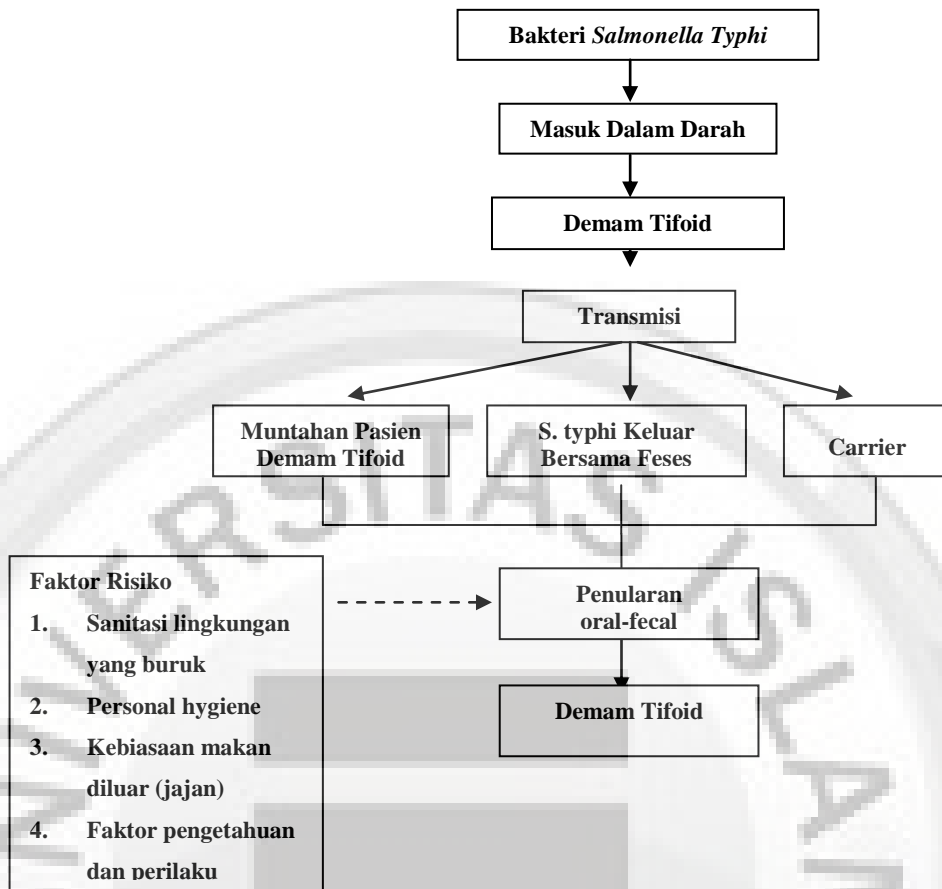 Bakteri Salmonella Typhi
Masuk Dalam Darah
Demam Tifoid
Transmisi
Muntahan Pasien
Demam Tifoid
S. typhi Keluar
Bersama Feses
Carrier
Faktor Risiko
1. Sanitasi lingkungan
yang buruk
2. Personal hygiene
3. Kebiasaan makan
diluar (jajan)
4. Faktor pengetahuan
dan perilaku
Penularan
oral-fecal
Demam Tifoid
UNIVERSITAS ISLAM